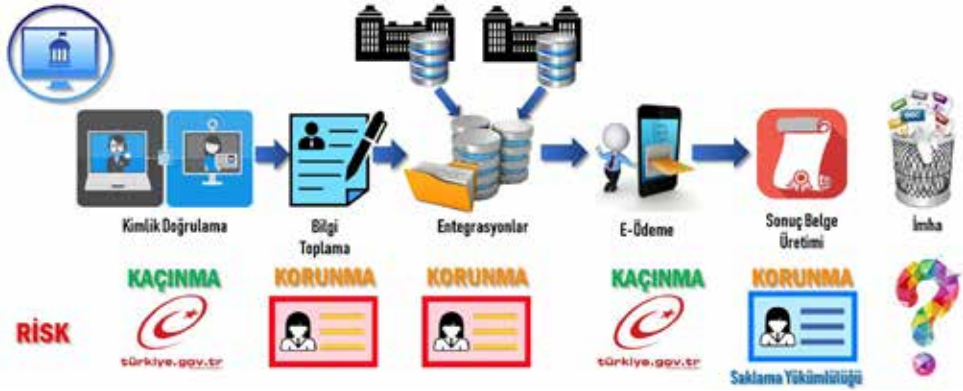 Kimlik Doğrulama
Bilgi
Toplama
Entegrasyonlar
E-Ödeme
Sonuç Belge
Üretimi
İmha
RİSK
KAÇINMA
türkiye.gov.tr
KORUNMA
KORUNMA
KAÇINMA
türkiye.gov.tr
KORUNMA
Saklama Yükümlülüğü
?